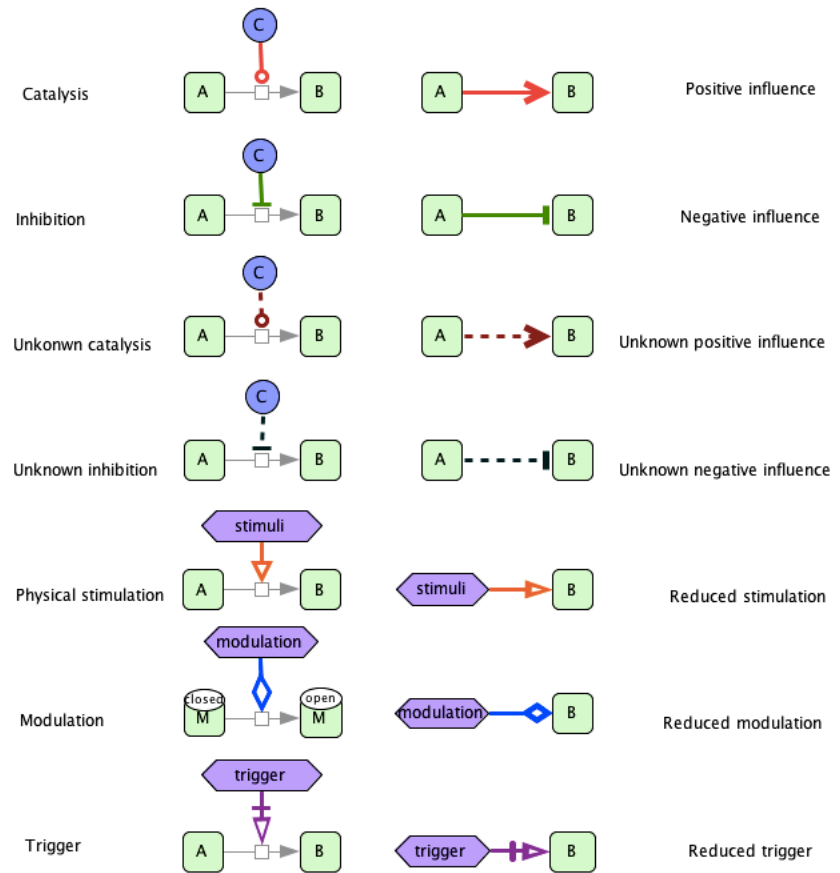 C
Catalysis A B A B Positive influence
C
Inhibition A B A B Negative influence
C
Unkonwn catalysis A B A B Unknown positive influence
C
Unknown inhibition A B A B Unknown negative influence
stimuli
Physical stimulation A B stimuli B Reduced stimulation
modulation
closed open
Modulation M M modulation B Reduced modulation
trigger
Trigger A B trigger B Reduced trigger